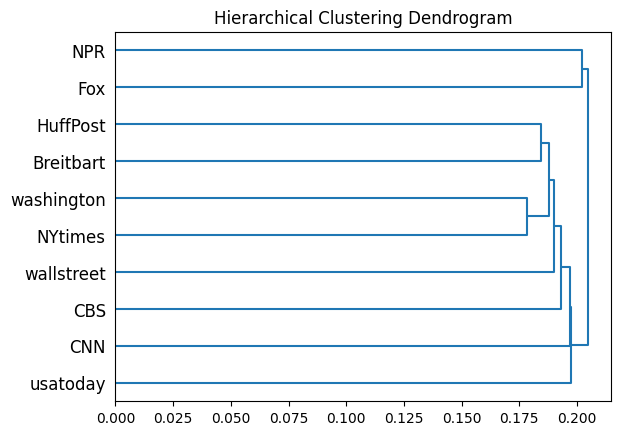 Hierarchical Clustering Dendrogram
NPR
Fox
HuffPost
Breitbart
washington
NYtimes
wallstreet
CBS
CNN
usatoday
0.000 0.025 0.050 0.075 0.100 0.125 0.150 0.175 0.200